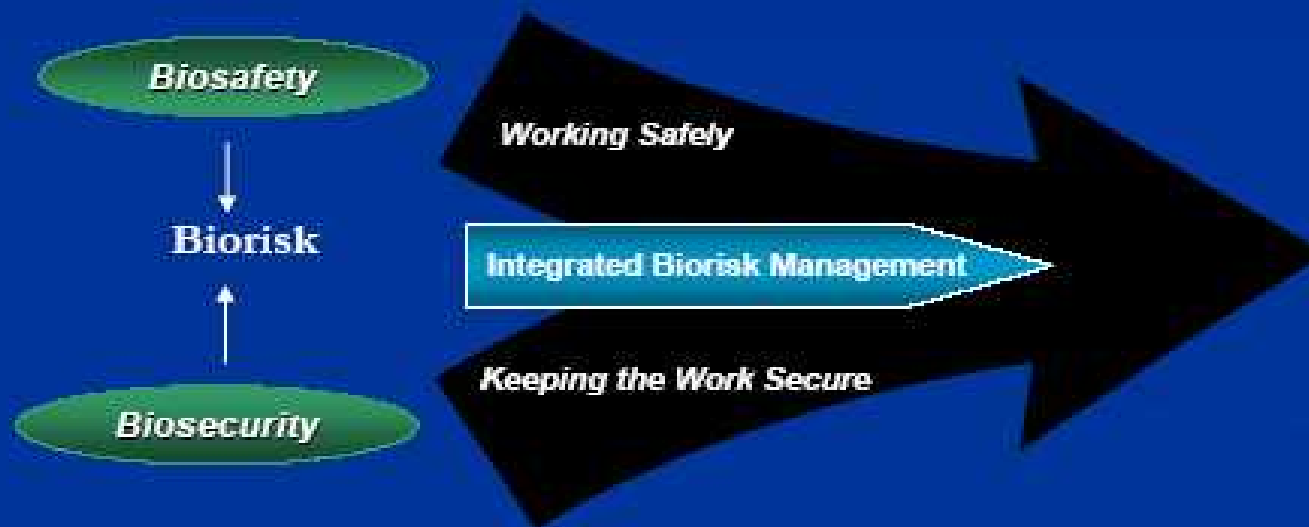 Biosafety
Working Safely
Biorisk
Integrated Biorisk Management
Keeping the Work Secure
Biosecurity